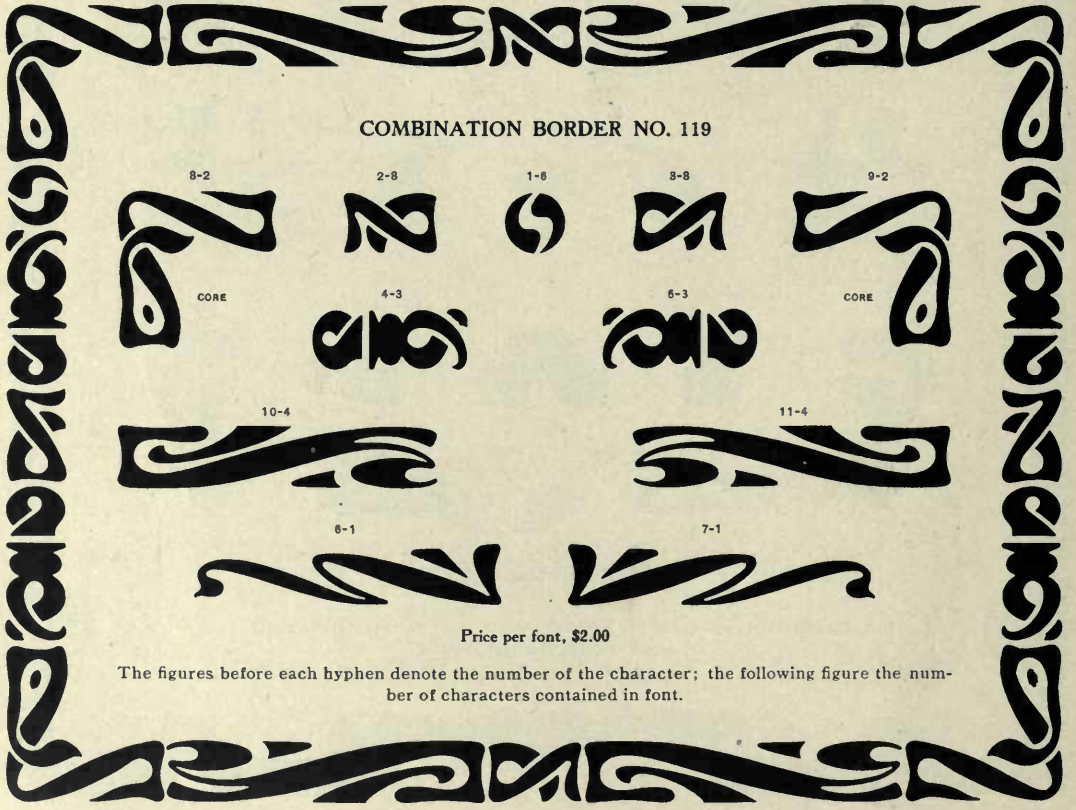 COMBINATION BORDER NO. 119
8-2 2-8 1-6 3-8 9-2
CORE 4-3 5-3 CORE
10-4 11-4
6-1 7-1
Price per font, $2.00
The figures before each hyphen denote the number of the character; the following figure the num-
ber of characters contained in font.